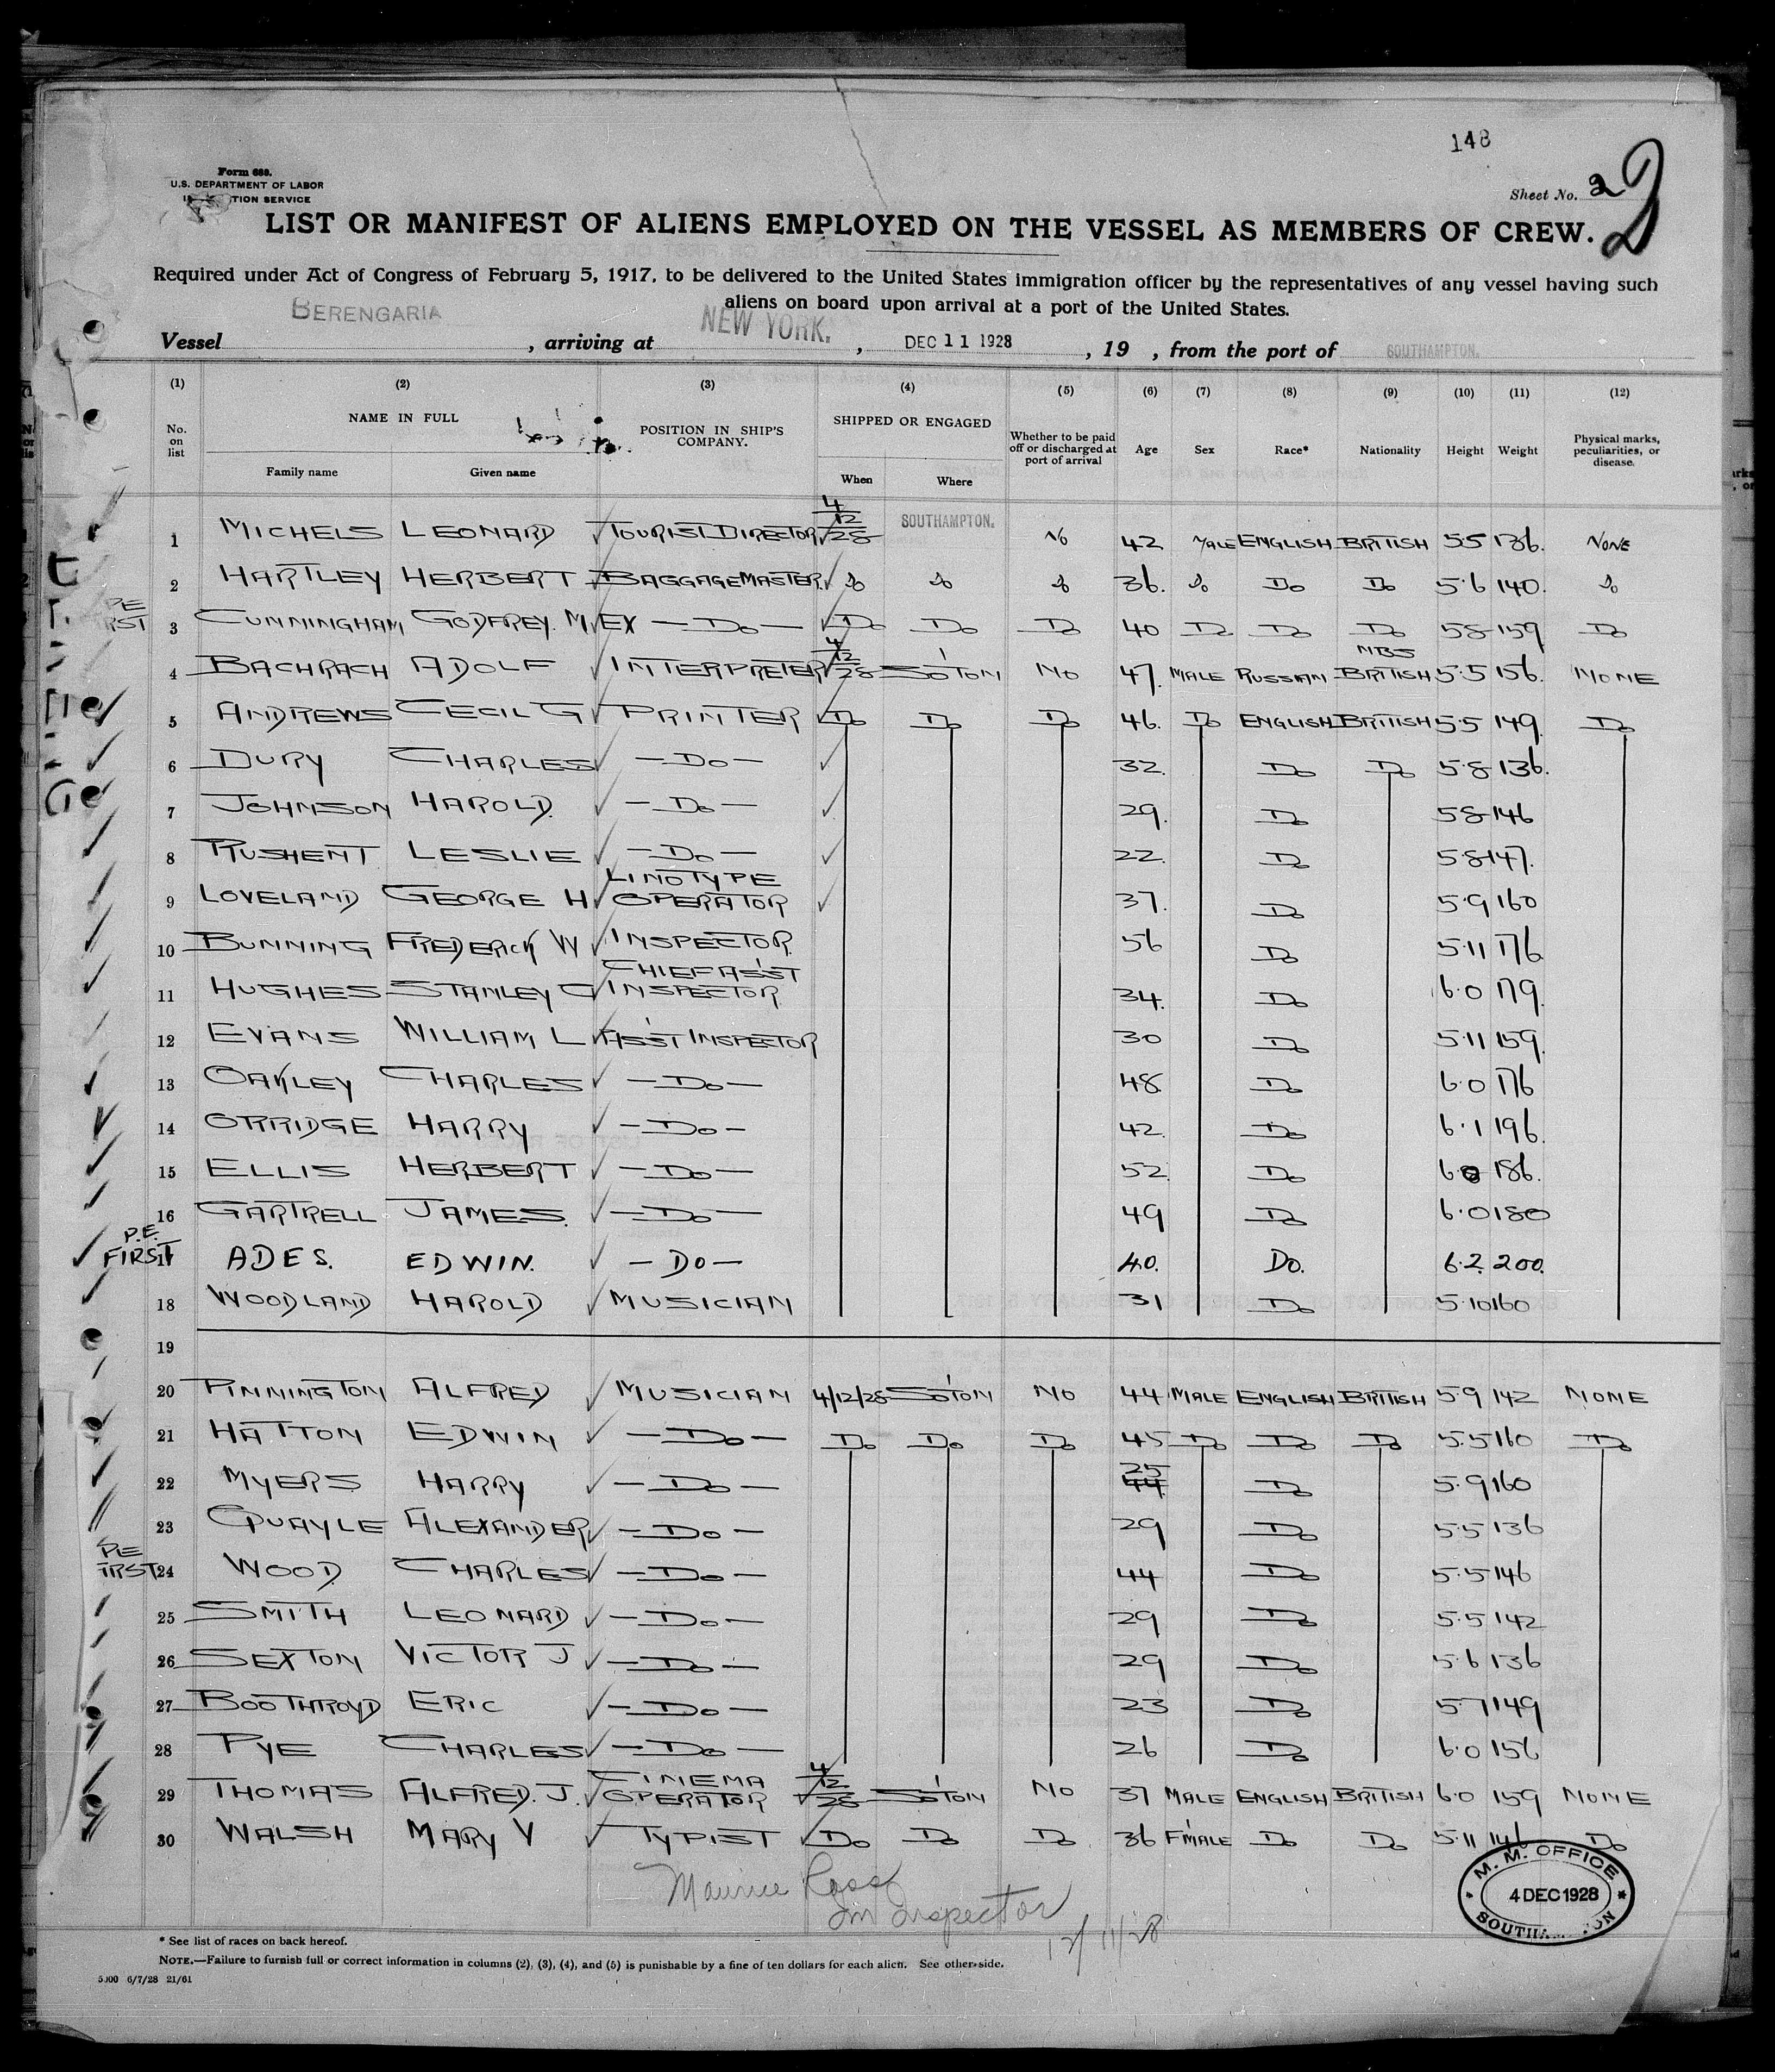 148
Form 688.
U.S. DEPARTMENT OF LABOR
TION SERVICE
Sheet No. 2
2
LIST OR MANIFEST OF ALIENS EMPLOYED ON THE VESSEL AS MEMBERS OF CREW.
Required under Act of Congress of February 5, 1917, to be delivered to the United States immigration officer by the representatives of any vessel having such
aliens on board upon arrival at a port of the United States.
Vessel BERENGARIA, arriving at NEW YORK., DEC 11 1928, 19 , from the port of SOUTHAMPTON.
(1) (2) (3) (4) (5) (6) (7) (8) (9) (10) (11) (12)
No. on list NAME IN FULL Family name Given name POSITION IN SHIP'S COMPANY. SHIPPED OR ENGAGED When Where Whether to be paid off or discharged at port of arrival Age Sex Race* Nationality Height Weight Physical marks, peculiarities, or disease.
1 MICHELS LEONARD TOURIST DIRECTOR 4/12/28 SOUTHAMPTON. No 42 MALE ENGLISH BRITISH 5.5 136. NONE
2 HARTLEY HERBERT BAGGAGEMASTER. Do Do Do 36. Do Do Do 5.6 140. Do
PE RST 3 CUNNINGHAM GODFREY. M. EX — Do — Do Do Do 40 Do Do Do 5.8 159 Do
4 BACHRACH ADOLF INTERPRETER 4/12/28 SO'TON No 47. MALE RUSSIAN NBS BRITISH 5.5 156. NONE
5 ANDREWS CECIL G PRINTER Do Do Do 46. Do ENGLISH BRITISH 5.5 149. Do
6 DURY CHARLES — Do — 32. Do Do 5.8 136.
7 JOHNSON HAROLD. — Do — 29. Do 5.8 146
8 RUSHENT LESLIE — Do — 22. Do 5.8 147.
9 LOVELAND GEORGE H LINOTYPE OPERATOR 37. Do 5.9 160
10 BUNNING FREDERICK W INSPECTOR. 56 Do 5.11 176
11 HUGHES STANLEY G CHIEF ASS'T INSPECTOR 34. Do 6.0 179.
12 EVANS WILLIAM L ASS'T INSPECTOR 30 Do 5.11 159.
13 OAKLEY CHARLES — Do — 48. Do 6.0 176
14 ORRIDGE HARRY — Do — 42. Do 6.1 196.
15 ELLIS HERBERT — Do — 52. Do 6.0 186.
16 GARTRELL JAMES. — Do — 49 Do 6.0 180
P.E. FIRST 17 ADES. EDWIN. — DO — 40. DO. 6.2. 200.
18 WOODLAND HAROLD MUSICIAN 31 Do 5.10 160
19
20 PINNINGTON ALFRED MUSICIAN 4/12/28 SO'TON No 44 MALE ENGLISH BRITISH 5.9 142 NONE
21 HATTON EDWIN — Do — Do Do Do 45 Do Do Do 5.5 160 Do
22 MYERS HARRY — Do — 25 44 Do 5.9 160
23 QUAYLE ALEXANDER — Do — 29 Do 5.5 136
PE IRST 24 WOOD CHARLES — Do — 44 Do 5.5 146
25 SMITH LEONARD — Do — 29 Do 5.5 142
26 SEXTON VICTOR J — Do — 29 Do 5.6 136
27 BOOTHROYD ERIC — Do — 23 Do 5.7 149
28 PYE CHARLES — Do — 26 Do 6.0 156
29 THOMAS ALFRED. J. CINEMA OPERATOR 4/12/28 SO'TON No 37 MALE ENGLISH BRITISH 6.0 159 NONE
30 WALSH MARY V TYPIST Do Do Do 36 F'MALE Do Do 5.11 146 Do
Maurice Ross
Im Inspector
12/11/28
M. M. OFFICE
4 DEC 1928
* See list of races on back hereof.
NOTE.—Failure to furnish full or correct information in columns (2), (3), (4), and (5) is punishable by a fine of ten dollars for each alien. See other side.
5000 6/7/28 21/61